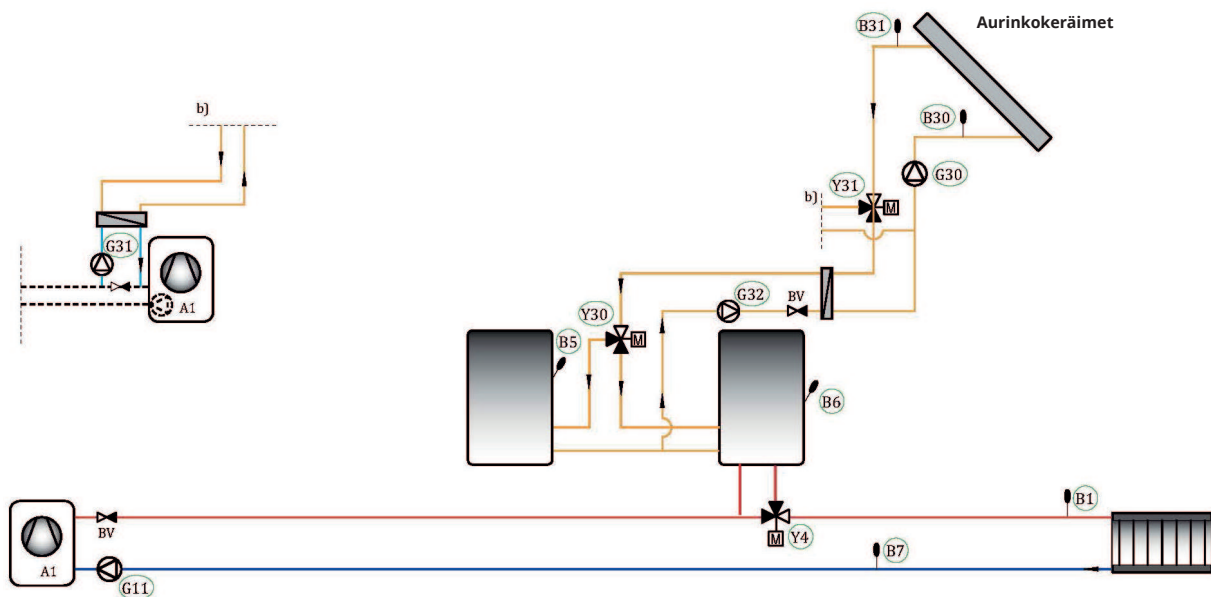 Aurinkokeräimet
B31
B30
b)
G30
Y31
b)
M
G31
A1
G32
BV
Y30
M
B5
B6
B1
BV
Y4
M
B7
A1
G11